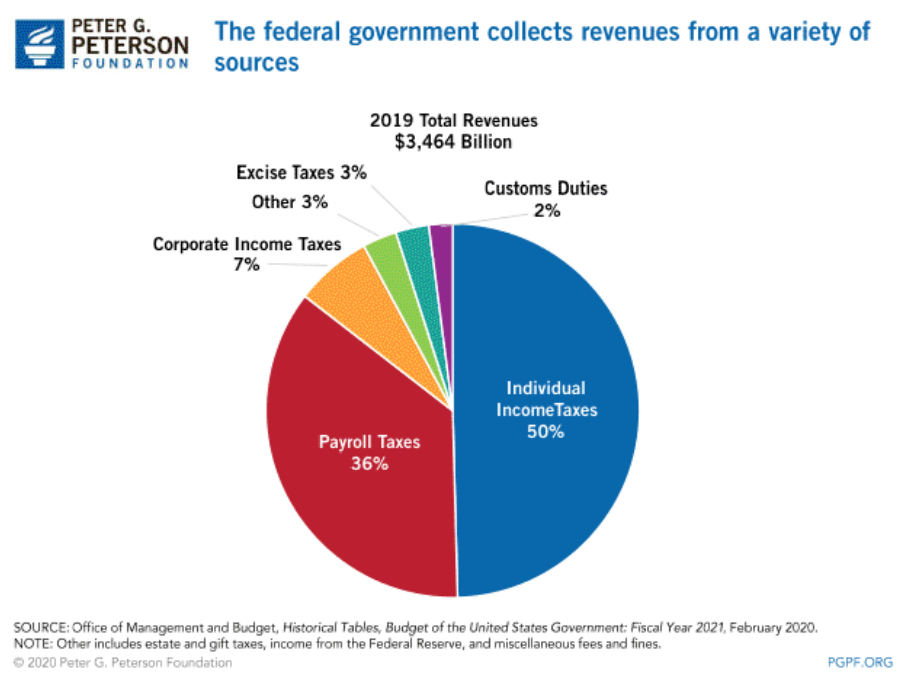 PETER G.
PETERSON
FOUNDATION
The federal government collects revenues from a variety of
sources
2019 Total Revenues
$3,464 Billion
Excise Taxes 3%
Customs Duties
2%
Other 3%
Corporate Income Taxes
7%
Individual
IncomeTaxes
50%
Payroll Taxes
36%
SOURCE: Office of Management and Budget, Historical Tables, Budget of the United States Government: Fiscal Year 2021, February 2020.
NOTE: Other includes estate and gift taxes, income from the Federal Reserve, and miscellaneous fees and fines.
© 2020 Peter G. Peterson Foundation
PGPF.ORG